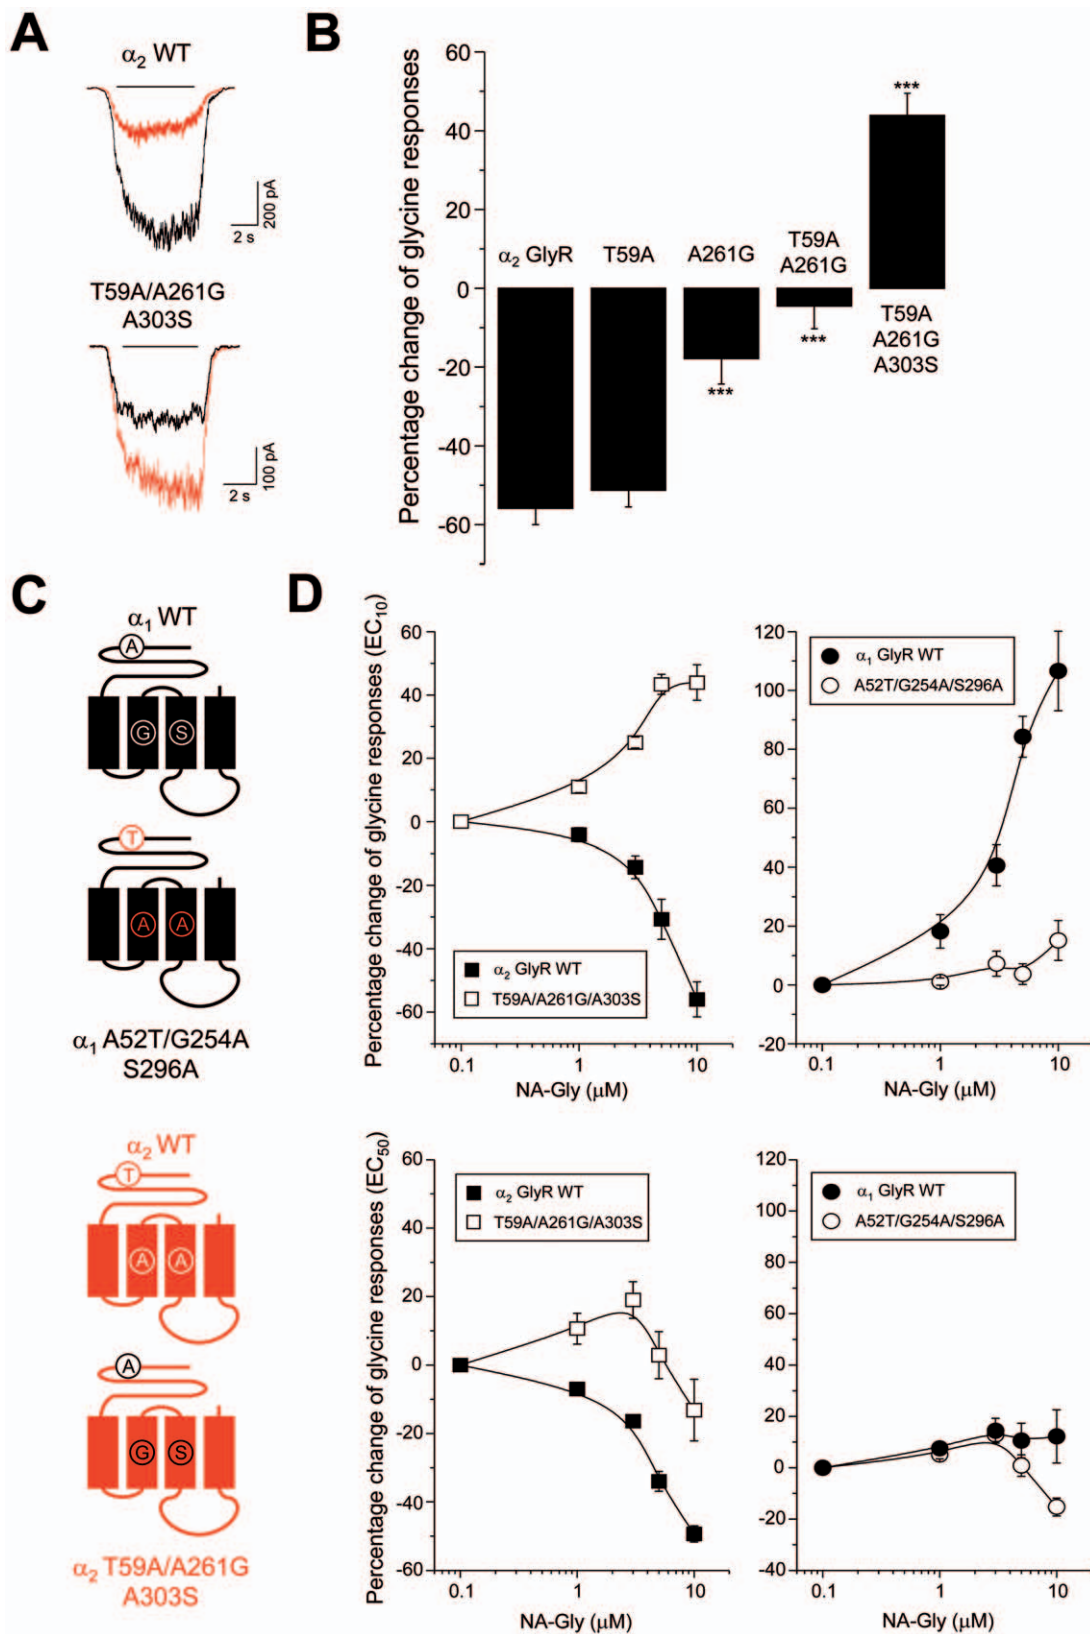 A
α2 WT
200 pA
2 s
T59A/A261G
A303S
100 pA
2 s
B
Percentage change of glycine responses
60
40
20
0
-20
-40
-60
α2 GlyR
T59A
A261G
T59A
A261G
T59A
A261G
A303S
***
***
***
C
α1 WT
A
G
S
T
A
A
α1 A52T/G254A
S296A
α2 WT
T
A
A
A
G
S
α2 T59A/A261G
A303S
D
Percentage change of glycine responses (EC10)
60
40
20
0
-20
-40
-60
α2 GlyR WT
T59A/A261G/A303S
0.1
1
10
NA-Gly (μM)
120
100
80
60
40
20
0
-20
α1 GlyR WT
A52T/G254A/S296A
0.1
1
10
NA-Gly (μM)
Percentage change of glycine responses (EC50)
60
40
20
0
-20
-40
-60
α2 GlyR WT
T59A/A261G/A303S
0.1
1
10
NA-Gly (μM)
120
100
80
60
40
20
0
-20
-40
α1 GlyR WT
A52T/G254A/S296A
0.1
1
10
NA-Gly (μM)